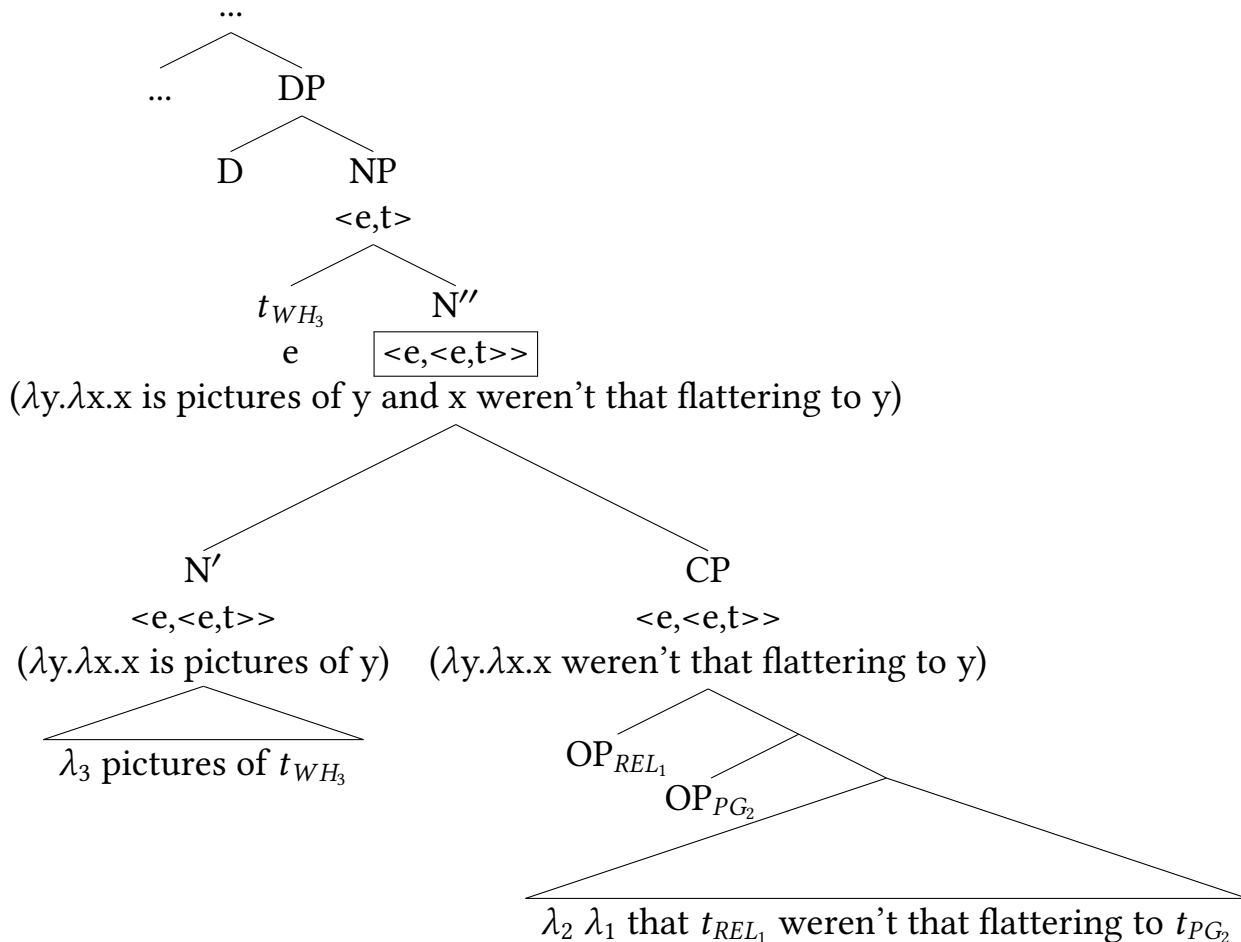 ...
... DP
D NP
<e,t>
t_{WH_3} N′′
e <e,<e,t>>
(λy.λx.x is pictures of y and x weren't that flattering to y)
N′ CP
<e,<e,t>> <e,<e,t>>
(λy.λx.x is pictures of y) (λy.λx.x weren't that flattering to y)
OP_{REL_1}
λ_3 pictures of t_{WH_3}
OP_{PG_2}
λ_2 λ_1 that t_{REL_1} weren't that flattering to t_{PG_2}